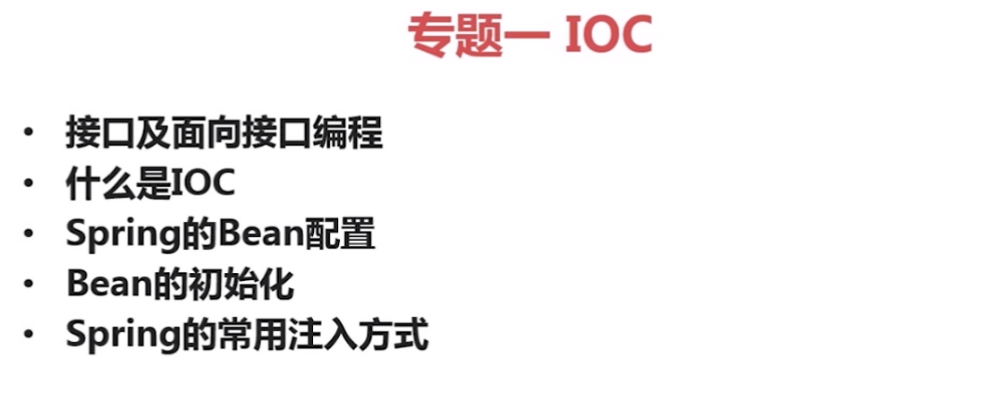 专题一 IOC
• 接口及面向接口编程
• 什么是IOC
• Spring的Bean配置
• Bean的初始化
• Spring的常用注入方式